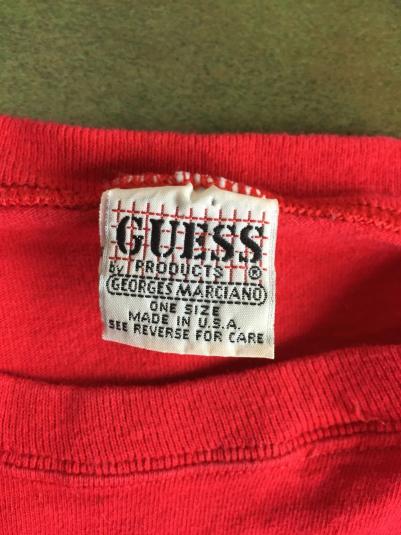 GUESS
by PRODUCTS ®
GEORGES MARCIANO
ONE SIZE
MADE IN U.S.A.
SEE REVERSE FOR CARE